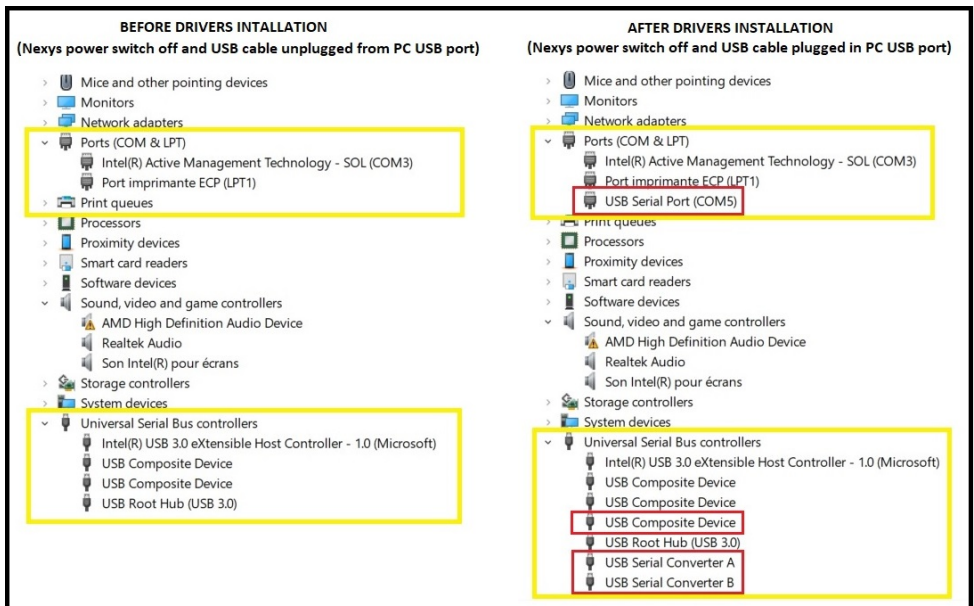 BEFORE DRIVERS INTALLATION
(Nexys power switch off and USB cable unplugged from PC USB port)
Mice and other pointing devices
Monitors
Network adapters
Ports (COM & LPT)
Intel(R) Active Management Technology - SOL (COM3)
Port imprimante ECP (LPT1)
Print queues
Processors
Proximity devices
Smart card readers
Software devices
Sound, video and game controllers
AMD High Definition Audio Device
Realtek Audio
Son Intel(R) pour écrans
Storage controllers
System devices
Universal Serial Bus controllers
Intel(R) USB 3.0 eXtensible Host Controller - 1.0 (Microsoft)
USB Composite Device
USB Composite Device
USB Root Hub (USB 3.0)
AFTER DRIVERS INSTALLATION
(Nexys power switch off and USB cable plugged in PC USB port)
Mice and other pointing devices
Monitors
Network adapters
Ports (COM & LPT)
Intel(R) Active Management Technology - SOL (COM3)
Port imprimante ECP (LPT1)
USB Serial Port (COM5)
Print queues
Processors
Proximity devices
Smart card readers
Software devices
Sound, video and game controllers
AMD High Definition Audio Device
Realtek Audio
Son Intel(R) pour écrans
Storage controllers
System devices
Universal Serial Bus controllers
Intel(R) USB 3.0 eXtensible Host Controller - 1.0 (Microsoft)
USB Composite Device
USB Composite Device
USB Composite Device
USB Root Hub (USB 3.0)
USB Serial Converter A
USB Serial Converter B